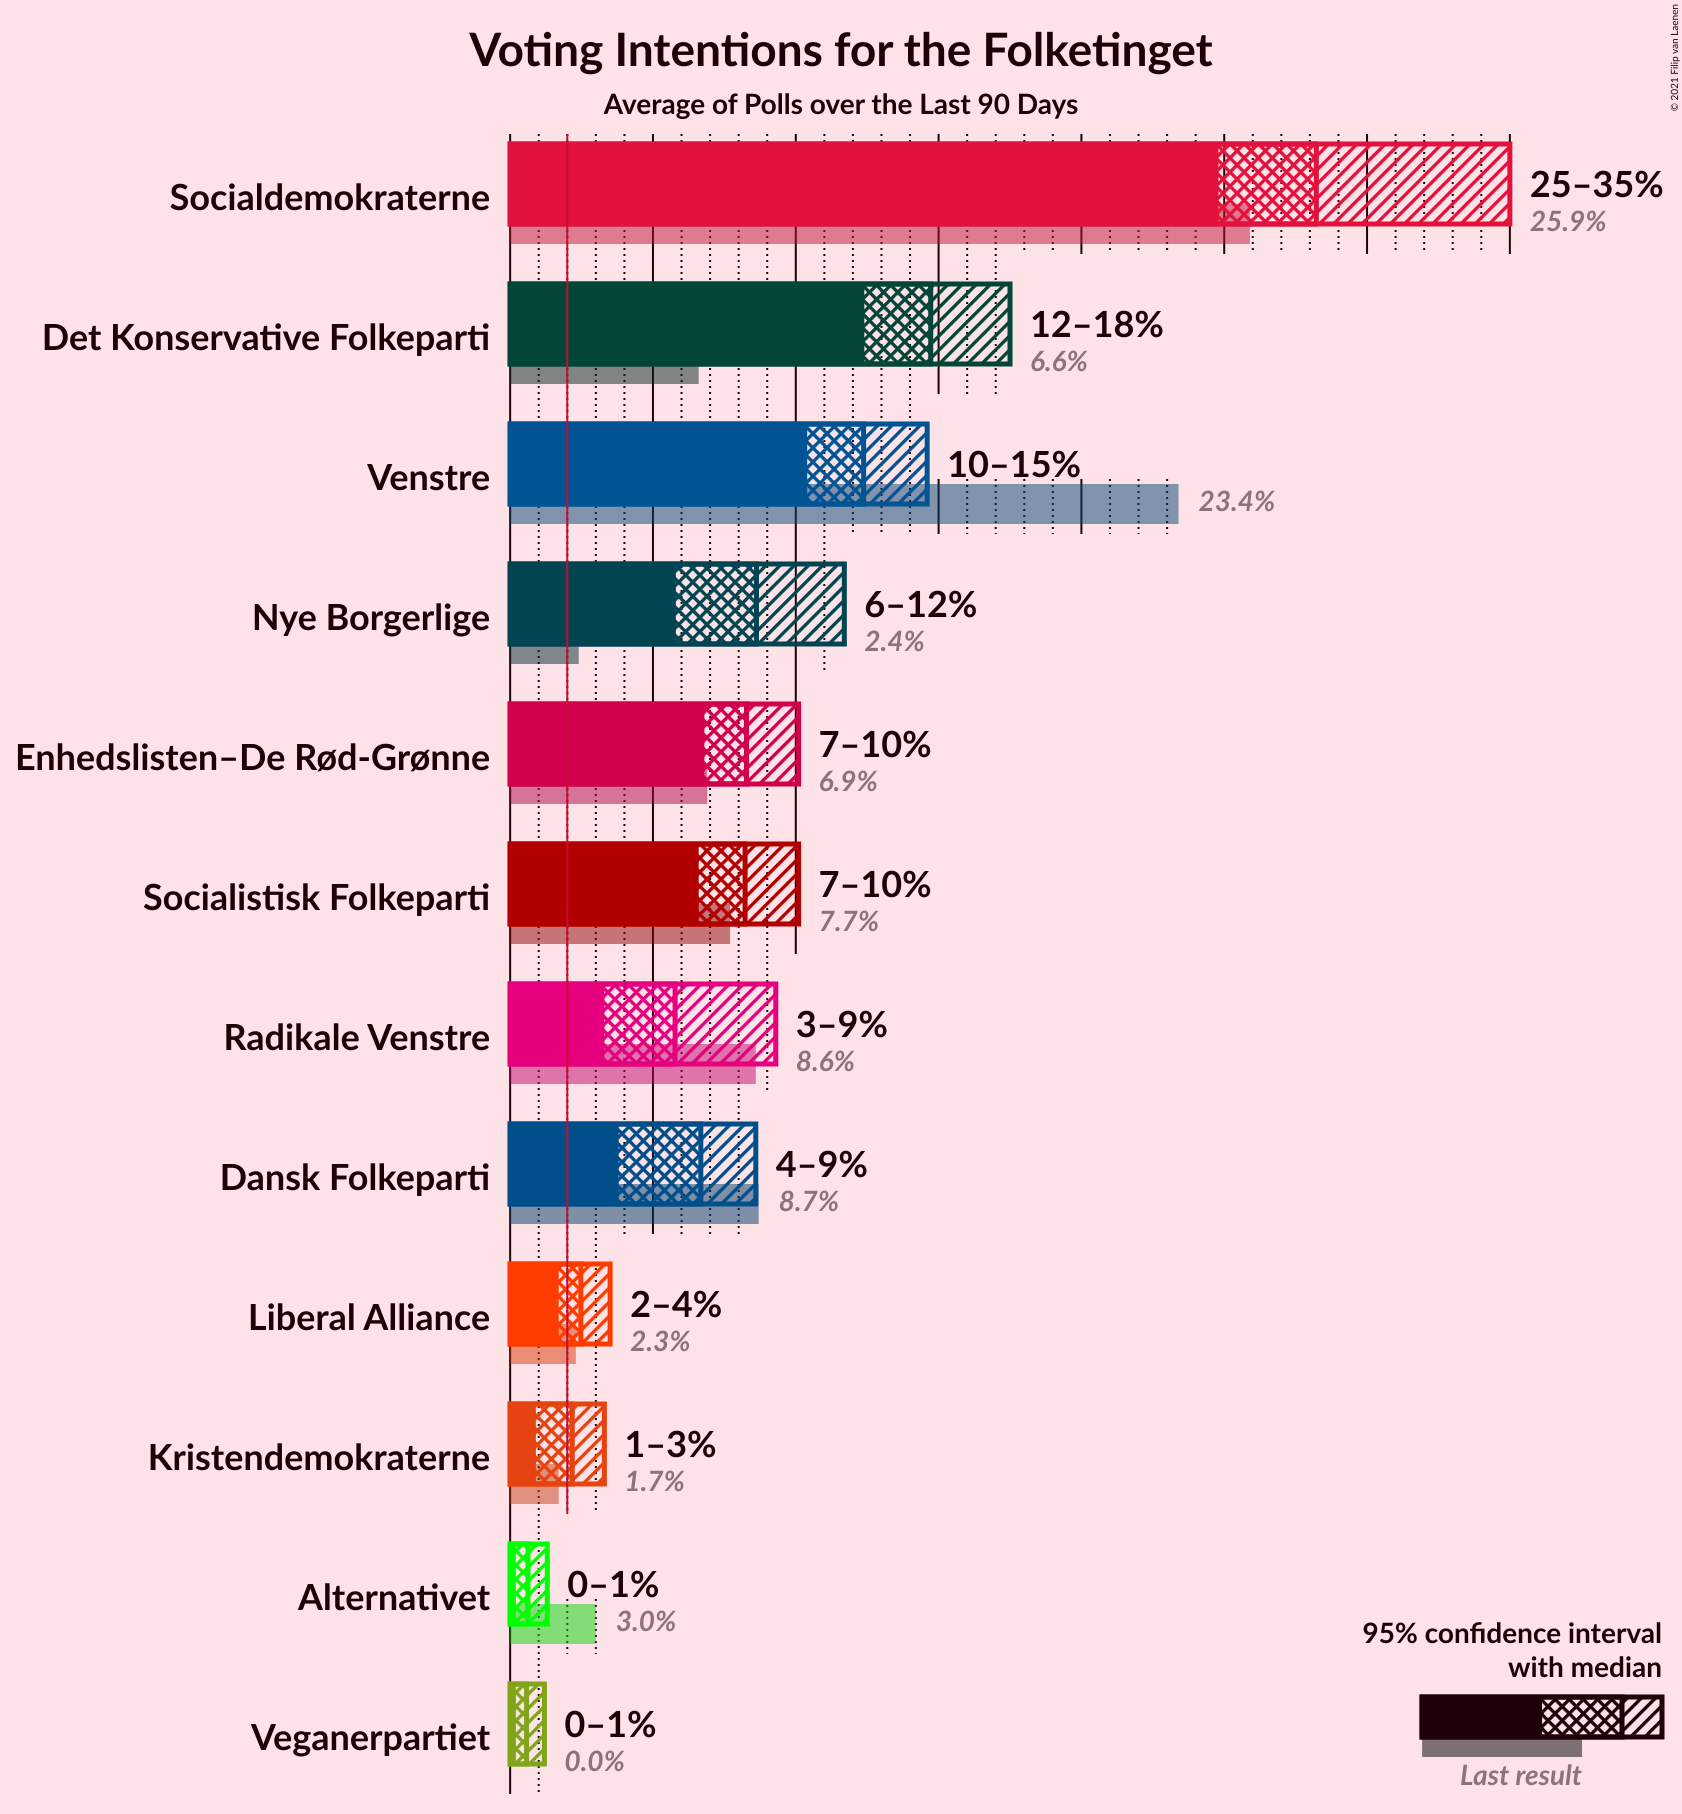 Voting Intentions for the Folketinget
Average of Polls over the Last 90 Days
© 2021 Filip van Laenen
Socialdemokraterne
25–35%
25.9%
Det Konservative Folkeparti
12–18%
6.6%
Venstre
10–15%
23.4%
Nye Borgerlige
6–12%
2.4%
Enhedslisten–De Rød-Grønne
7–10%
6.9%
Socialistisk Folkeparti
7–10%
7.7%
Radikale Venstre
3–9%
8.6%
Dansk Folkeparti
4–9%
8.7%
Liberal Alliance
2–4%
2.3%
Kristendemokraterne
1–3%
1.7%
Alternativet
0–1%
3.0%
Veganerpartiet
0–1%
0.0%
95% confidence interval
with median
Last result